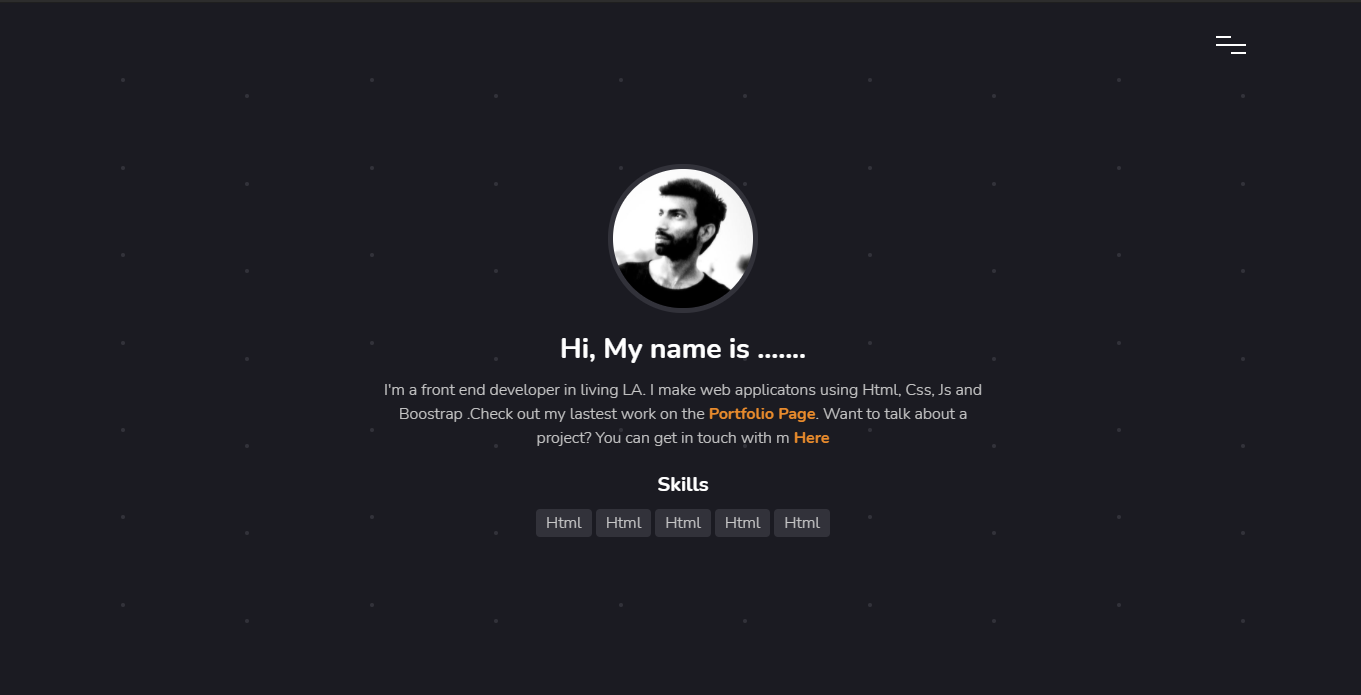 Hi, My name is .......
I'm a front end developer in living LA. I make web applicatons using Html, Css, Js and
Boostrap .Check out my lastest work on the Portfolio Page. Want to talk about a
project? You can get in touch with m Here
Skills
Html Html Html Html Html